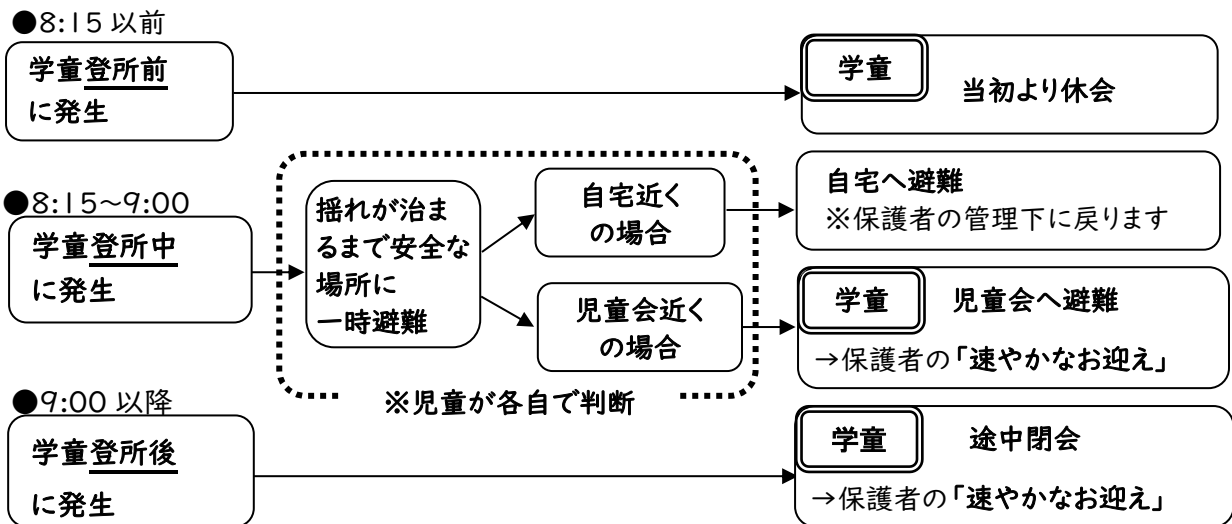 ●8:15 以前
学童登所前
に発生
学童
当初より休会
●8:15~9:00
学童登所中
に発生
揺れが治ま
るまで安全な
場所に
一時避難
自宅近く
の場合
自宅へ避難
※保護者の管理下に戻ります
児童会近く
の場合
学童
児童会へ避難
→保護者の「速やかなお迎え」
※児童が各自で判断
●9:00 以降
学童登所後
に発生
学童
途中閉会
→保護者の「速やかなお迎え」